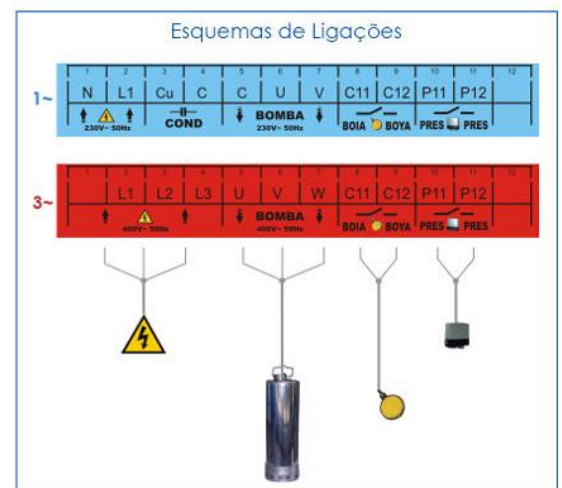 Esquemas de Ligações
1 2 3 4 5 6 7 8 9 10 11 12
1~ N L1 Cu C C U V C11 C12 P11 P12
COND BOMBA BOIA BOYA PRES PRES
230V~ 50Hz 230V~ 50Hz
1 2 3 4 5 6 7 8 9 10 11 12
3~ L1 L2 L3 U V W C11 C12 P11 P12
BOMBA BOIA BOYA PRES PRES
400V~ 50Hz 400V~ 50Hz